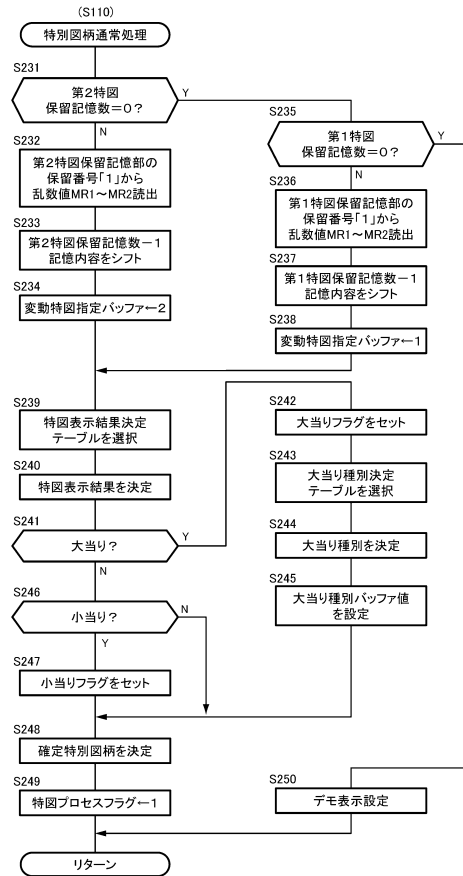 (S110)
特別図柄通常処理
S231
第2特図
保留記憶数=0?
Y
N
S232
第2特図保留記憶部の
保留番号「1」から
乱数値MR1～MR2読出
S233
第2特図保留記憶数-1
記憶内容をシフト
S234
変動特図指定バッファ←2
S235
第1特図
保留記憶数=0?
Y
N
S236
第1特図保留記憶部の
保留番号「1」から
乱数値MR1～MR2読出
S237
第1特図保留記憶数-1
記憶内容をシフト
S238
変動特図指定バッファ←1
S239
特図表示結果決定
テーブルを選択
S240
特図表示結果を決定
S241
大当り?
Y
N
S242
大当りフラグをセット
S243
大当り種別決定
テーブルを選択
S244
大当り種別を決定
S245
大当り種別バッファ値
を設定
S246
小当り?
N
Y
S247
小当りフラグをセット
S248
確定特別図柄を決定
S249
特図プロセスフラグ←1
S250
デモ表示設定
リターン